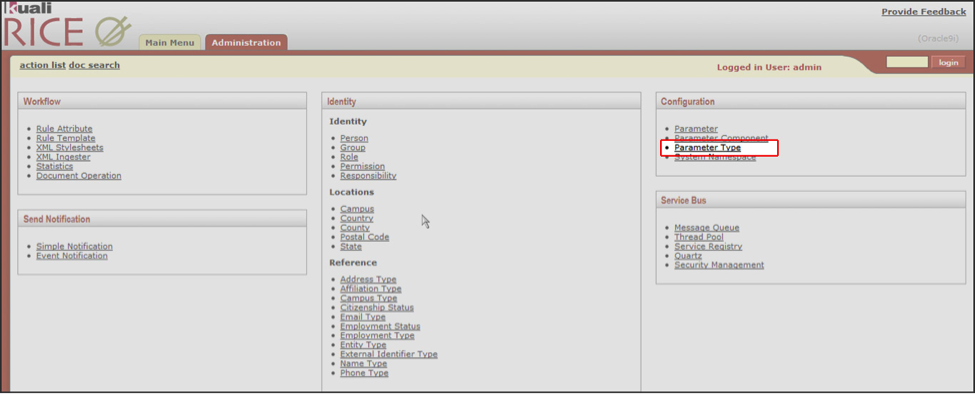 Kuali
RICE
Provide Feedback
Main Menu
Administration
(Oracle9i)
action list doc search
Logged in User: admin
login
Workflow
Rule Attribute
Rule Template
XML Stylesheets
XML Ingester
Statistics
Document Operation
Send Notification
Simple Notification
Event Notification
Identity
Identity
Person
Group
Role
Permission
Responsibility
Locations
Campus
Country
County
Postal Code
State
Reference
Address Type
Affiliation Type
Campus Type
Citizenship Status
Email Type
Employment Status
Employment Type
Entity Type
External Identifier Type
Name Type
Phone Type
Configuration
Parameter
Parameter Component
Parameter Type
System Namespace
Service Bus
Message Queue
Thread Pool
Service Registry
Quartz
Security Management